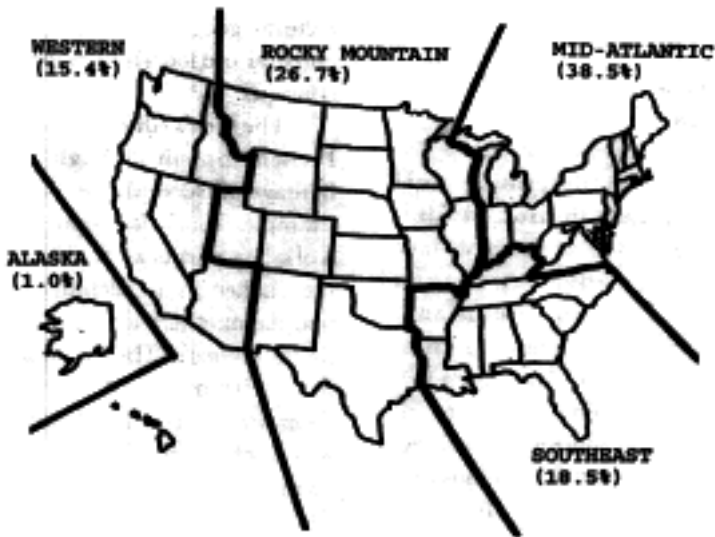 WESTERN
(15.4%)
ROCKY MOUNTAIN
(26.7%)
MID-ATLANTIC
(38.5%)
ALASKA
(1.0%)
SOUTHEAST
(18.5%)